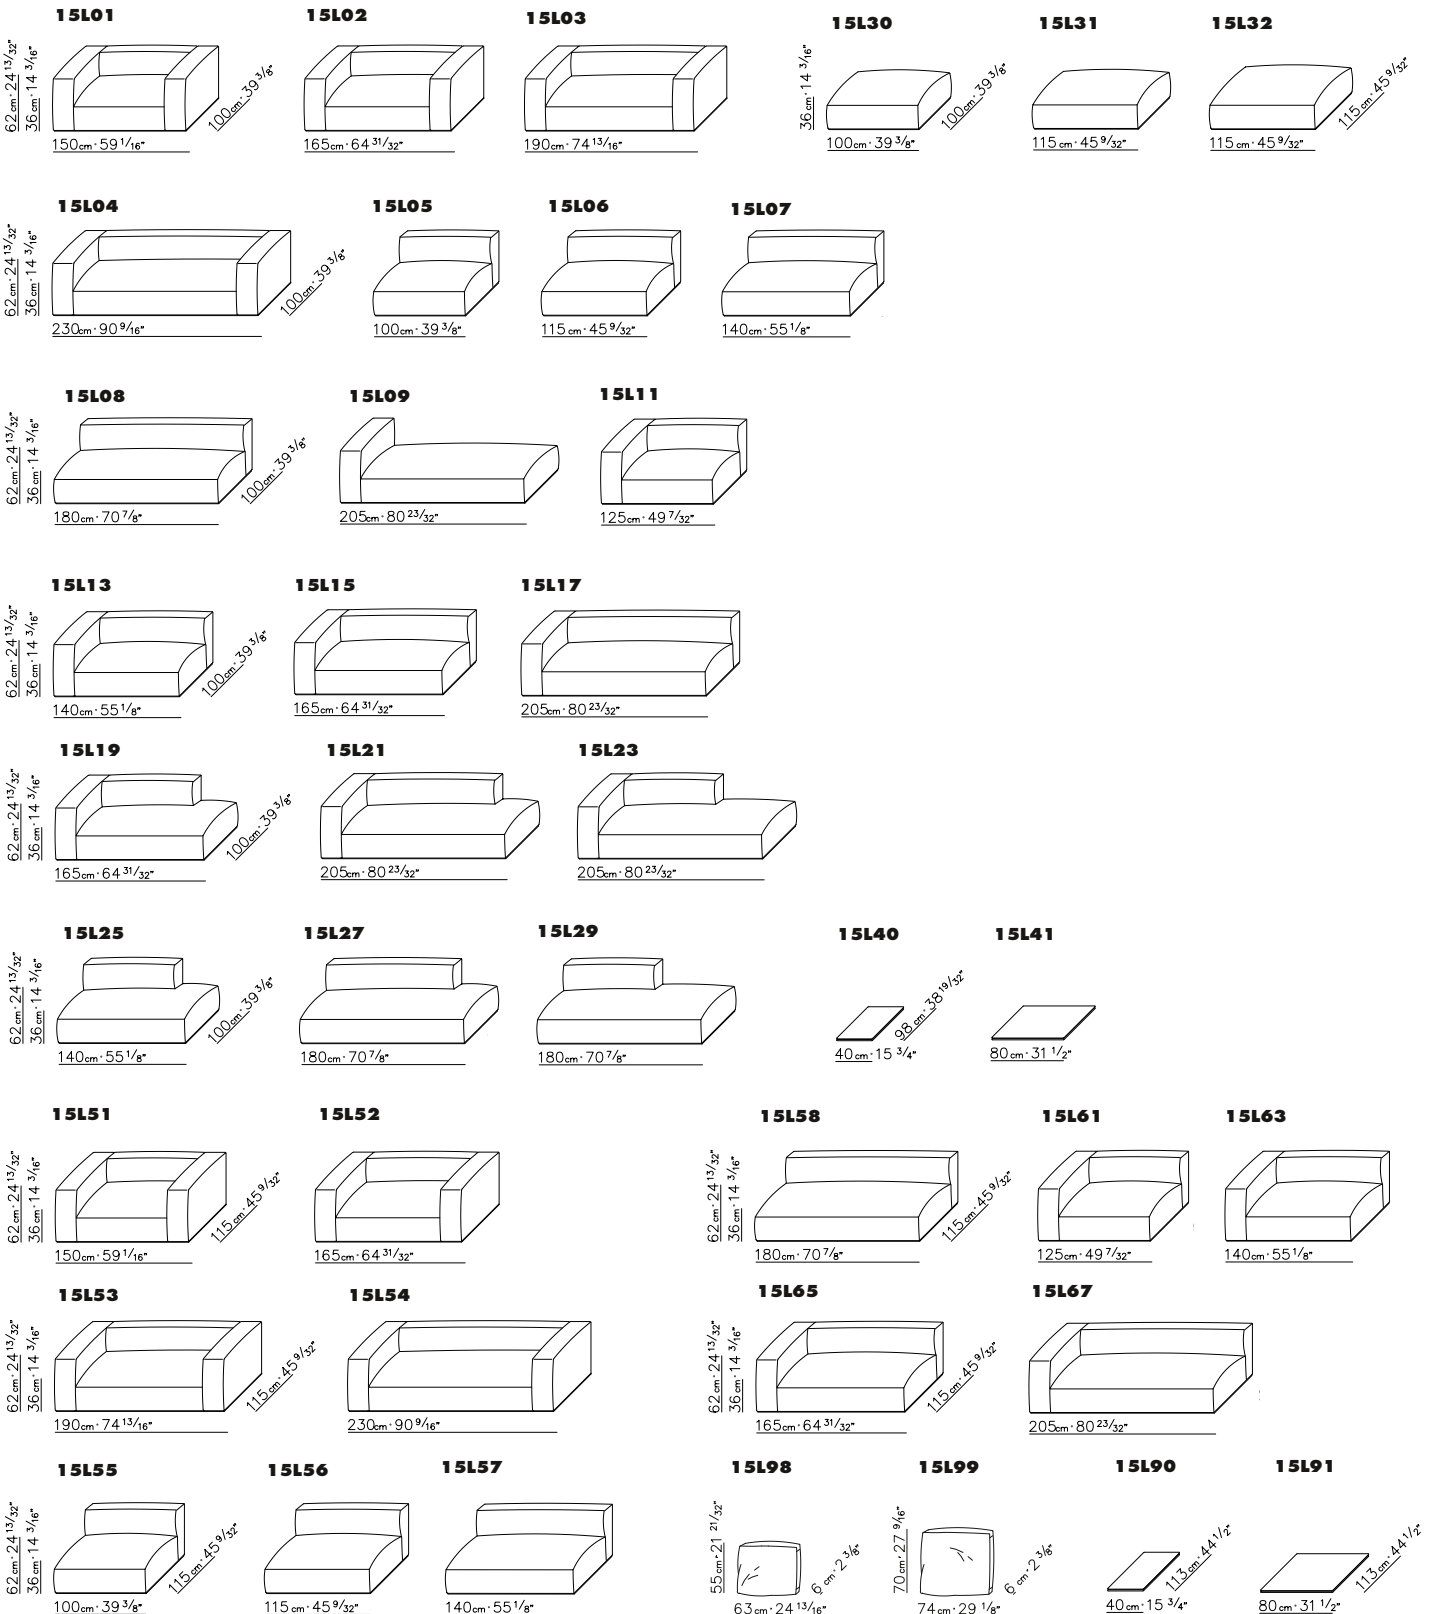 15L01 15L02 15L03 15L30 15L31 15L32
62cm·24 13/32" 36cm·14 3/16" 100cm·39 3/8" 36cm·14 3/16" 100cm·39 3/8" 115cm·45 9/32"
150cm·59 1/16" 165cm·64 31/32" 190cm·74 13/16" 100cm·39 3/8" 115cm·45 9/32" 115cm·45 9/32"
15L04 15L05 15L06 15L07
62cm·24 13/32" 36cm·14 3/16" 100cm·39 3/8"
230cm·90 9/16" 100cm·39 3/8" 115cm·45 9/32" 140cm·55 1/8"
15L08 15L09 15L11
62cm·24 13/32" 36cm·14 3/16" 100cm·39 3/8"
180cm·70 7/8" 205cm·80 23/32" 125cm·49 7/32"
15L13 15L15 15L17
62cm·24 13/32" 36cm·14 3/16" 100cm·39 3/8"
140cm·55 1/8" 165cm·64 31/32" 205cm·80 23/32"
15L19 15L21 15L23
62cm·24 13/32" 36cm·14 3/16" 100cm·39 3/8"
165cm·64 31/32" 205cm·80 23/32" 205cm·80 23/32"
15L25 15L27 15L29 15L40 15L41
62cm·24 13/32" 36cm·14 3/16" 100cm·39 3/8" 98cm·38 19/32"
140cm·55 1/8" 180cm·70 7/8" 180cm·70 7/8" 40cm·15 3/4" 80cm·31 1/2"
15L51 15L52 15L58 15L61 15L63
62cm·24 13/32" 36cm·14 3/16" 115cm·45 9/32" 62cm·24 13/32" 36cm·14 3/16" 115cm·45 9/32"
150cm·59 1/16" 165cm·64 31/32" 180cm·70 7/8" 125cm·49 7/32" 140cm·55 1/8"
15L53 15L54 15L65 15L67
62cm·24 13/32" 36cm·14 3/16" 115cm·45 9/32" 62cm·24 13/32" 36cm·14 3/16" 115cm·45 9/32"
190cm·74 13/16" 230cm·90 9/16" 165cm·64 31/32" 205cm·80 23/32"
15L55 15L56 15L57 15L98 15L99 15L90 15L91
62cm·24 13/32" 36cm·14 3/16" 115cm·45 9/32" 55cm·21 21/32" 6cm·2 3/8" 70cm·27 9/16" 6cm·2 3/8" 113cm·44 1/2" 113cm·44 1/2"
100cm·39 3/8" 115cm·45 9/32" 140cm·55 1/8" 63cm·24 13/16" 74cm·29 1/8" 40cm·15 3/4" 80cm·31 1/2"